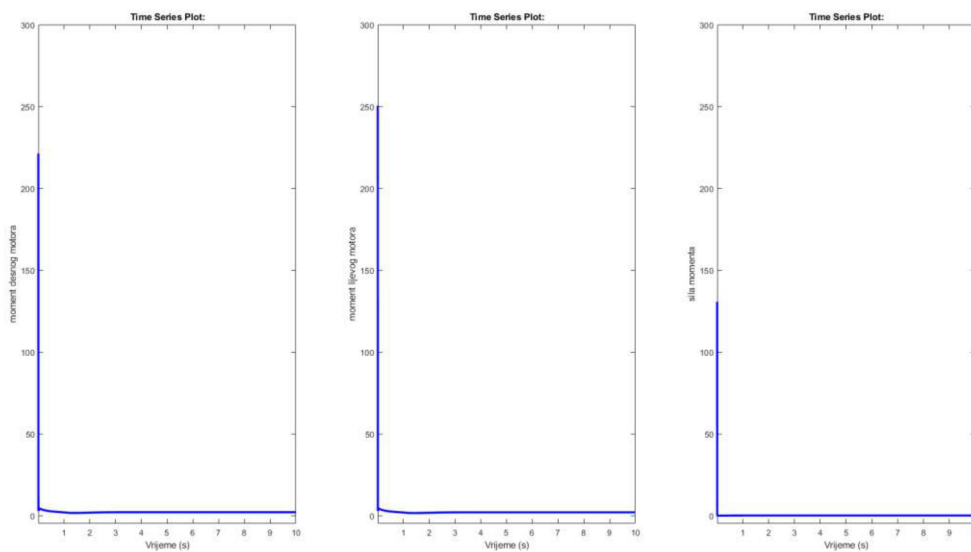 Time Series Plot:
moment desnog motora
300
250
200
150
100
50
0
1 2 3 4 5 6 7 8 9 10
Vrijeme (s)
Time Series Plot:
moment lijevog motora
300
250
200
150
100
50
0
1 2 3 4 5 6 7 8 9 10
Vrijeme (s)
Time Series Plot:
sila momenta
300
250
200
150
100
50
0
1 2 3 4 5 6 7 8 9
Vrijeme (s)